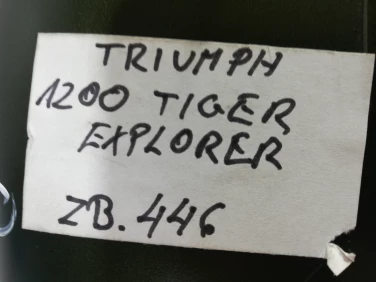 TRIUMPH
1200 TIGER
EXPLORER
ZB. 446